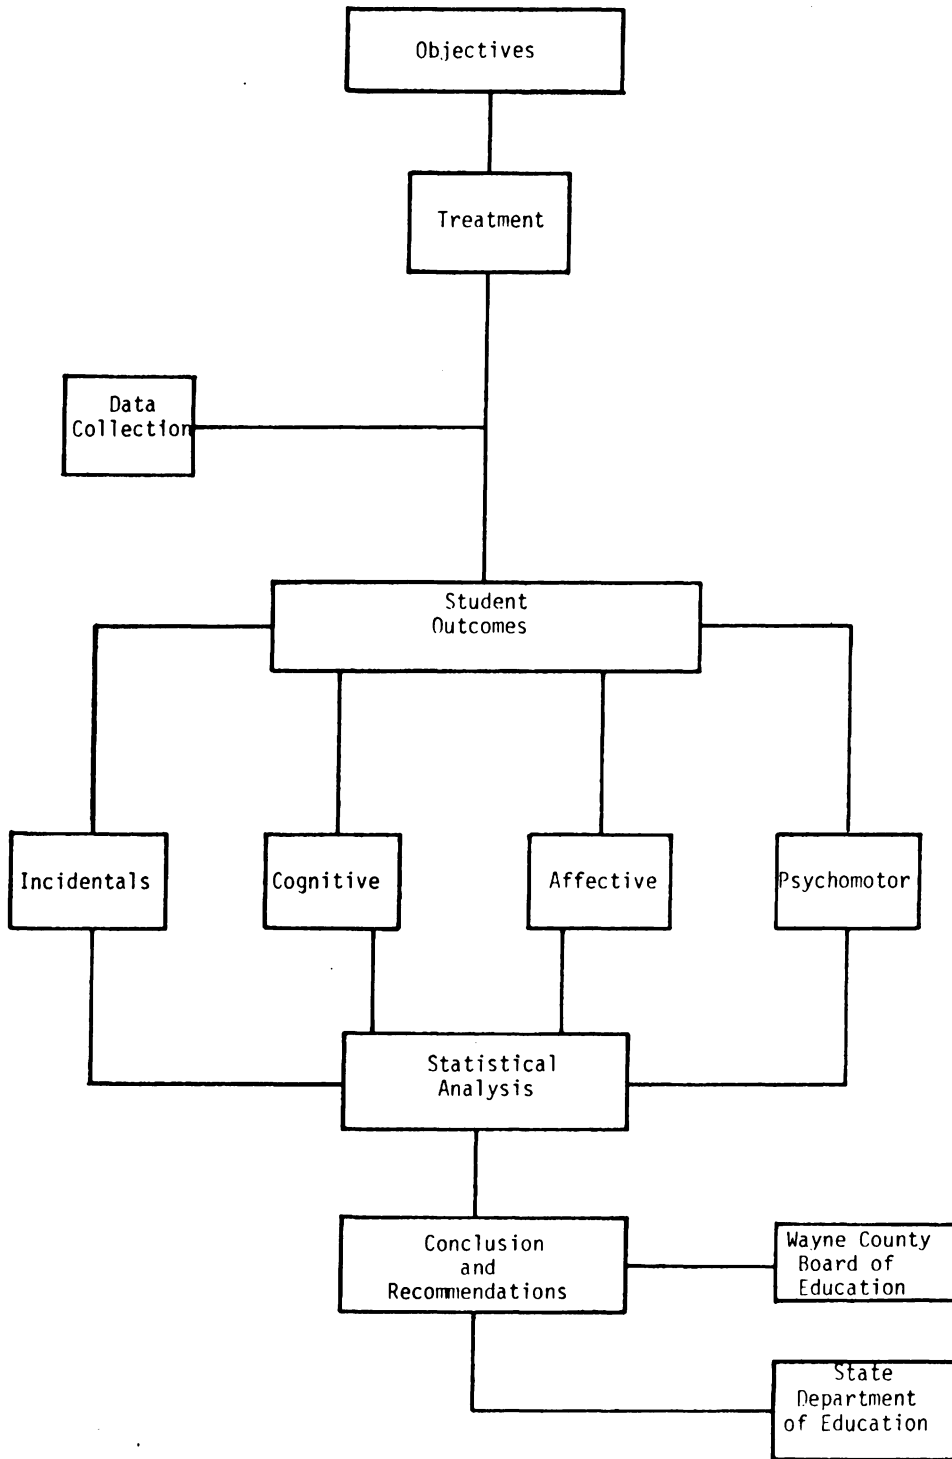 Objectives
Treatment
Data
Collection
Student
Outcomes
Incidentals
Cognitive
Affective
Psychomotor
Statistical
Analysis
Conclusion
and
Recommendations
Wayne County
Board of
Education
State
Department
of Education